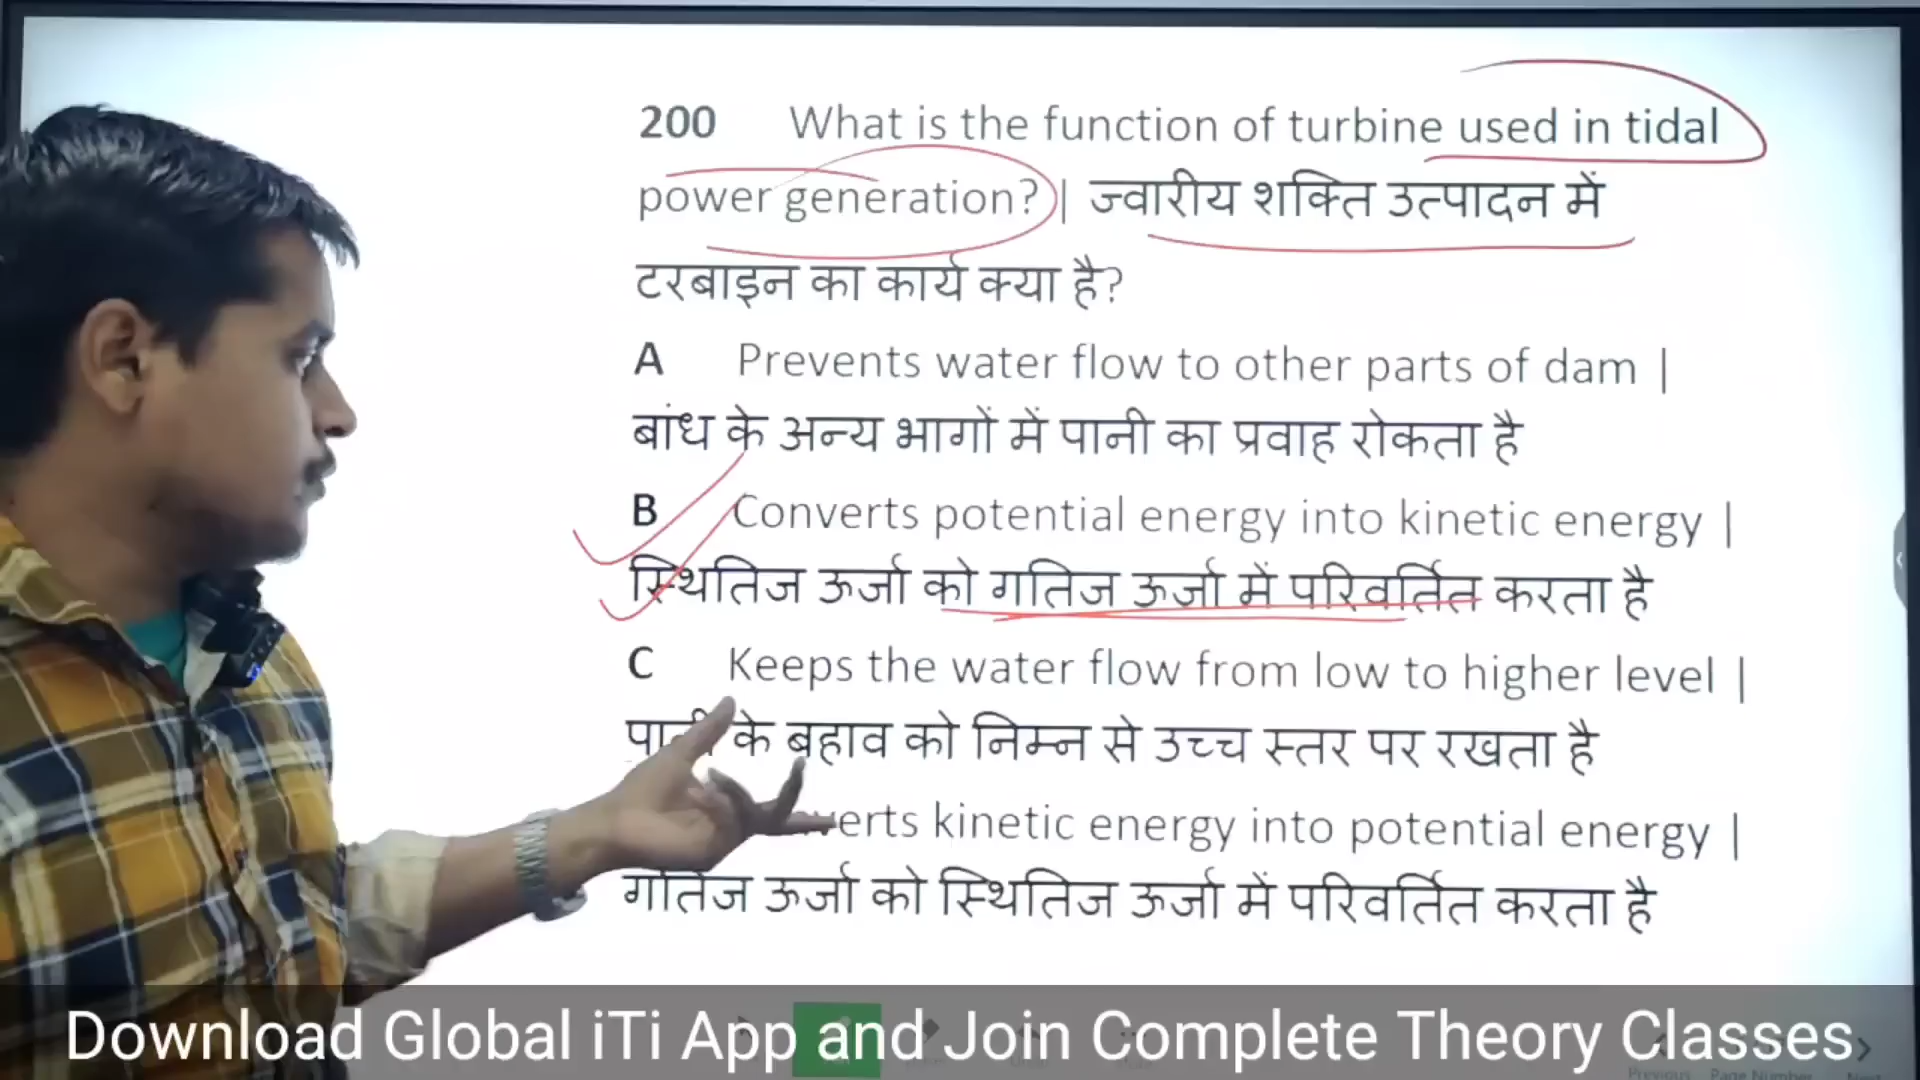 200 What is the function of turbine used in tidal
power generation? | ज्वारीय शक्ति उत्पादन में
टरबाइन का कार्य क्या है?
A Prevents water flow to other parts of dam |
बांध के अन्य भागों में पानी का प्रवाह रोकता है
B Converts potential energy into kinetic energy |
स्थितिज ऊर्जा को गतिज ऊर्जा में परिवर्तित करता है
C Keeps the water flow from low to higher level |
के बहाव को निम्न से उच्च स्तर पर रखता है
verts kinetic energy into potential energy |
गतिज ऊर्जा को स्थितिज ऊर्जा में परिवर्तित करता है
Download Global iTi App and Join Complete Theory Classes